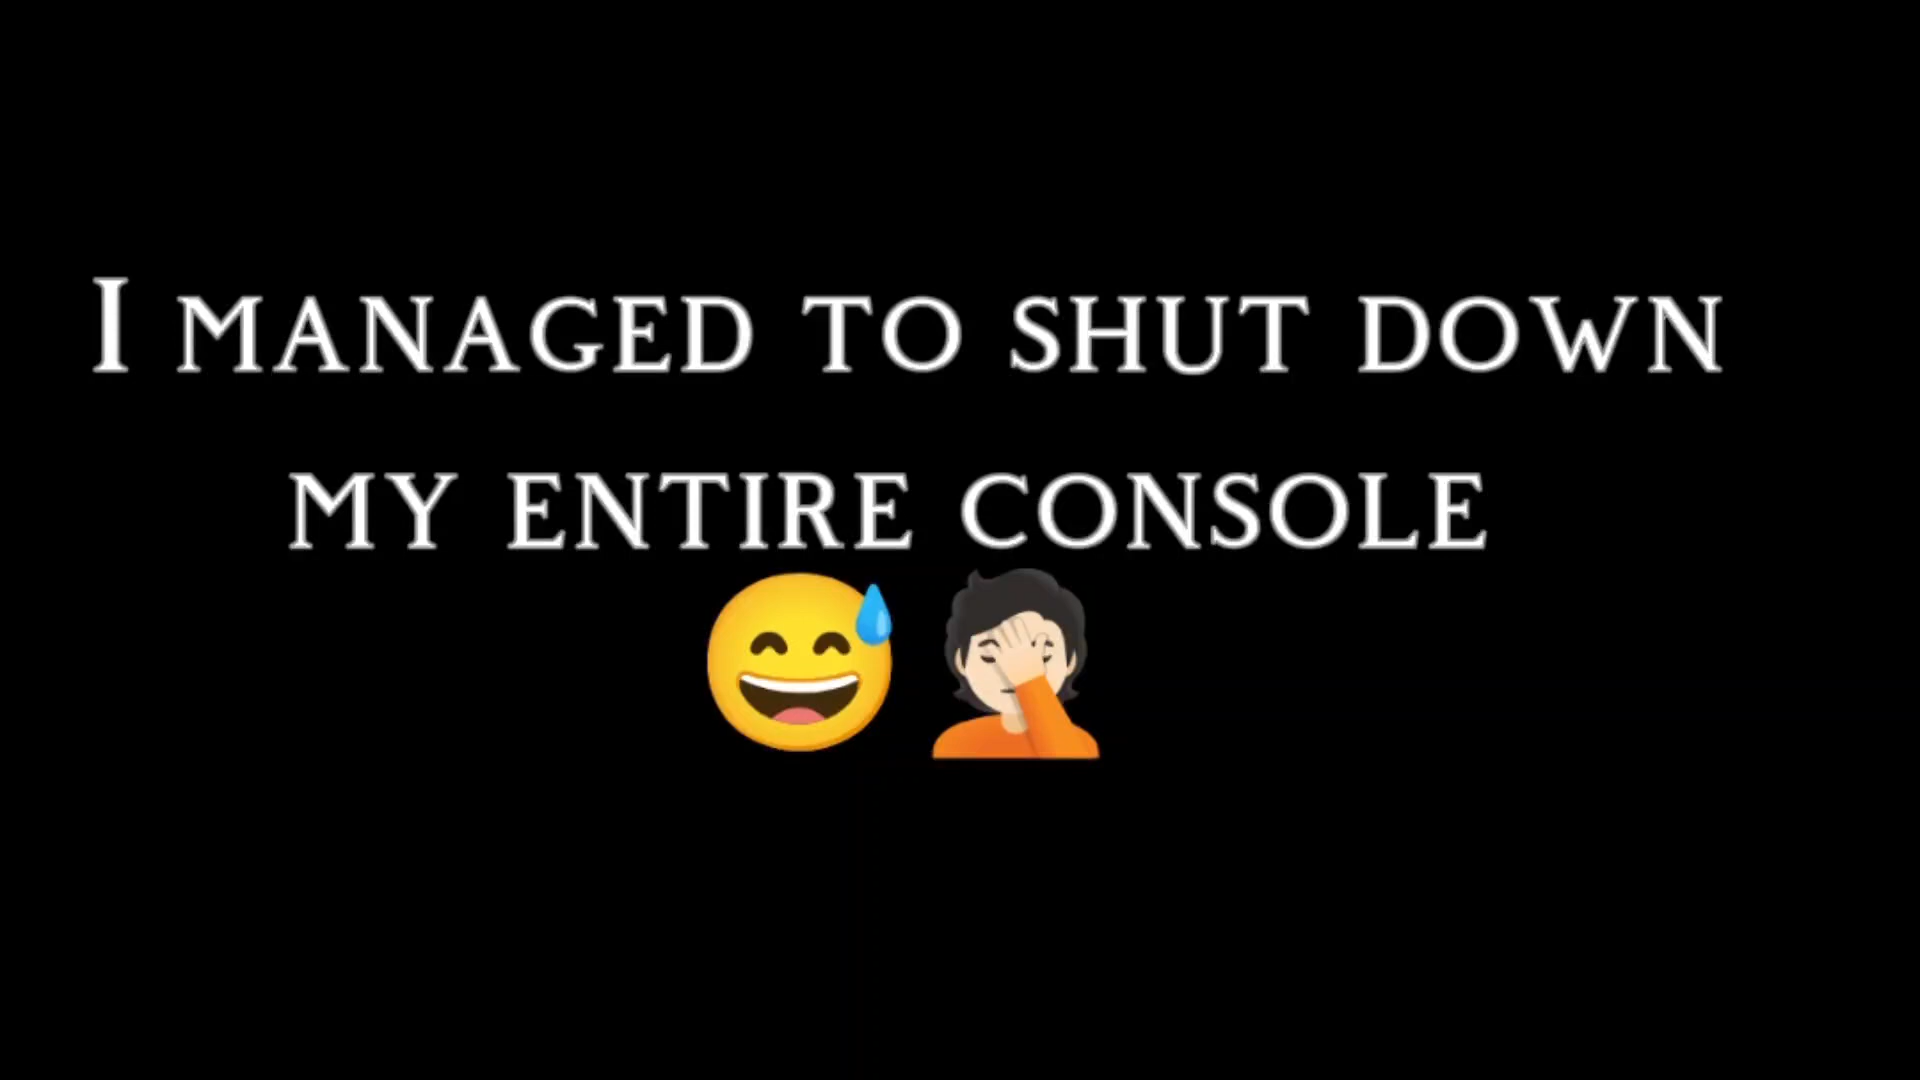 I MANAGED TO SHUT DOWN
MY ENTIRE CONSOLE
😅🤦🏻